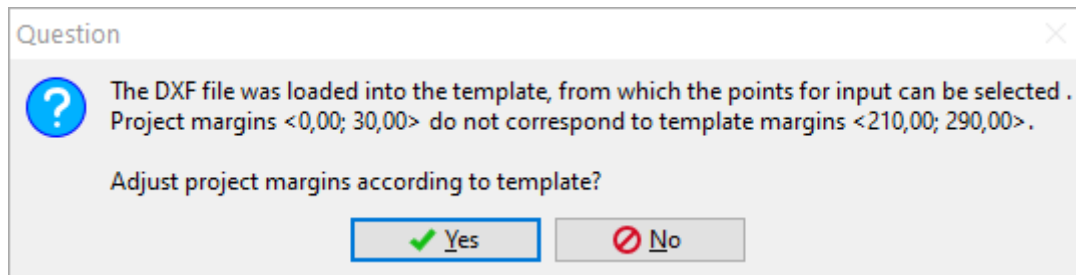 Question
The DXF file was loaded into the template, from which the points for input can be selected .
Project margins <0,00; 30,00> do not correspond to template margins <210,00; 290,00>.
Adjust project margins according to template?
Yes
No